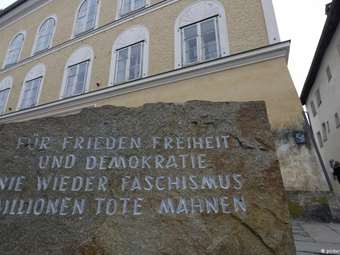 FÜR FRIEDEN FREIHEIT
UND DEMOKRATIE
NIE WIEDER FASCHISMUS
MILLIONEN TOTE MAHNEN